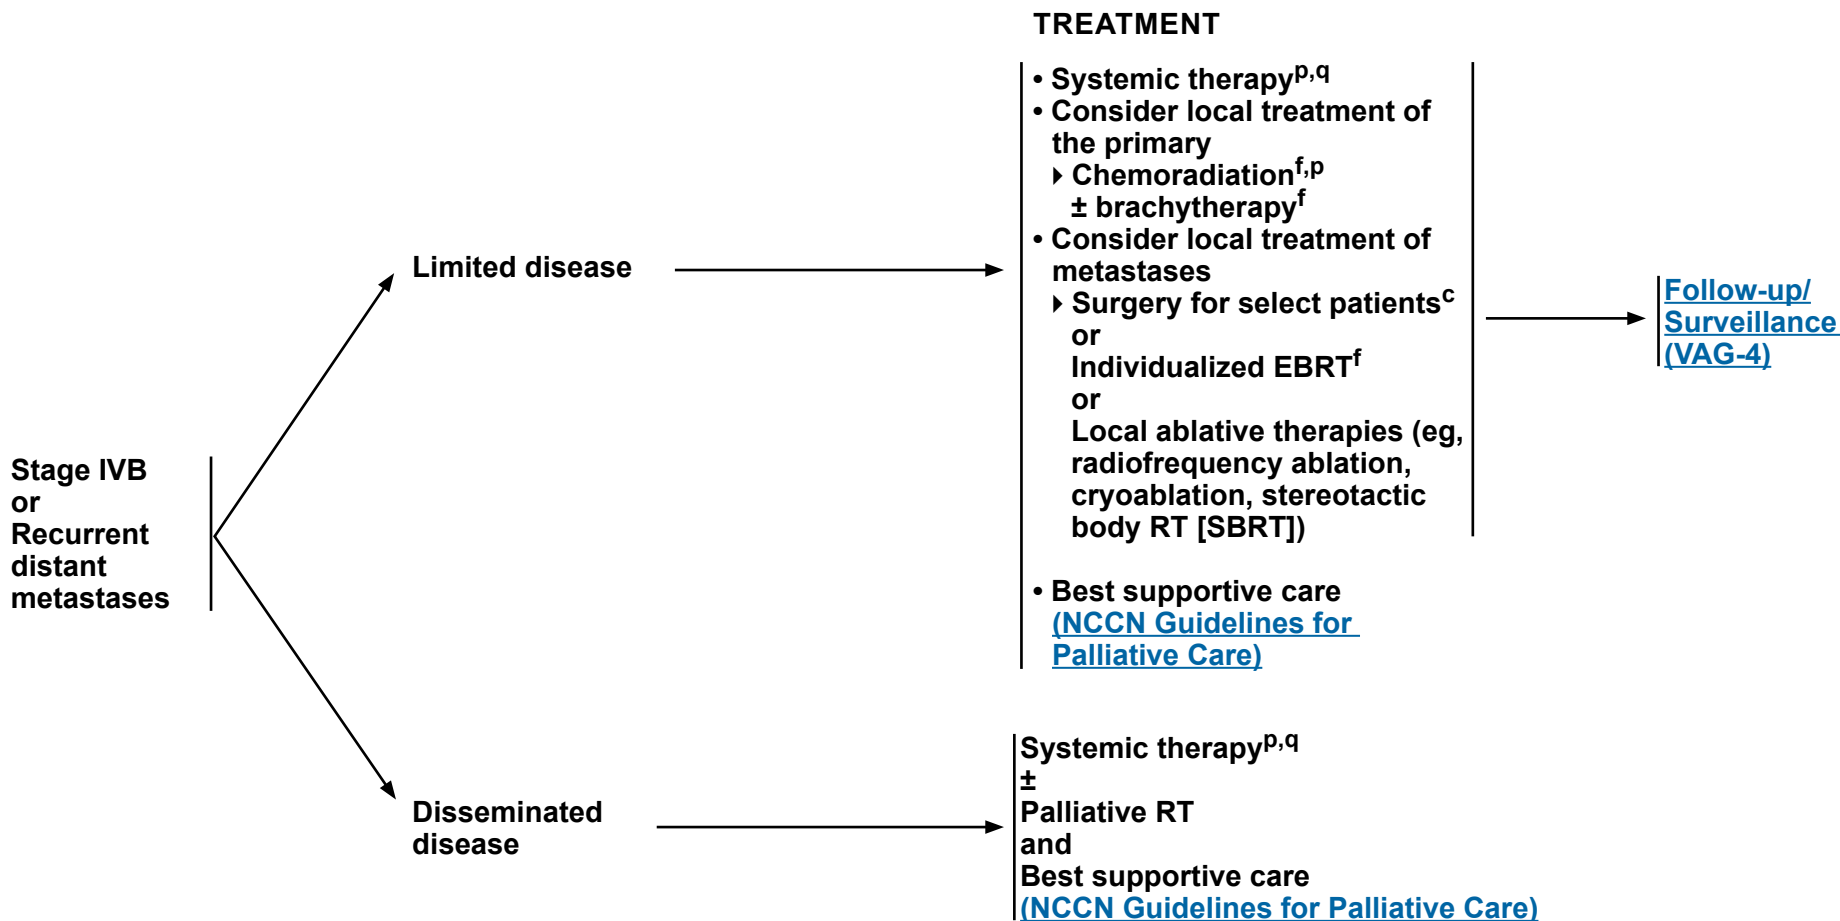 TREATMENT
Stage IVB
or
Recurrent
distant
metastases
Limited disease
• Systemic therapyp,q
• Consider local treatment of
the primary
▸ Chemoradiationf,p
± brachytherapyf
• Consider local treatment of
metastases
▸ Surgery for select patientsc
or
Individualized EBRTf
or
Local ablative therapies (eg,
radiofrequency ablation,
cryoablation, stereotactic
body RT [SBRT])
• Best supportive care
(NCCN Guidelines for
Palliative Care)
Follow-up/
Surveillance
(VAG-4)
Disseminated
disease
Systemic therapyp,q
±
Palliative RT
and
Best supportive care
(NCCN Guidelines for Palliative Care)